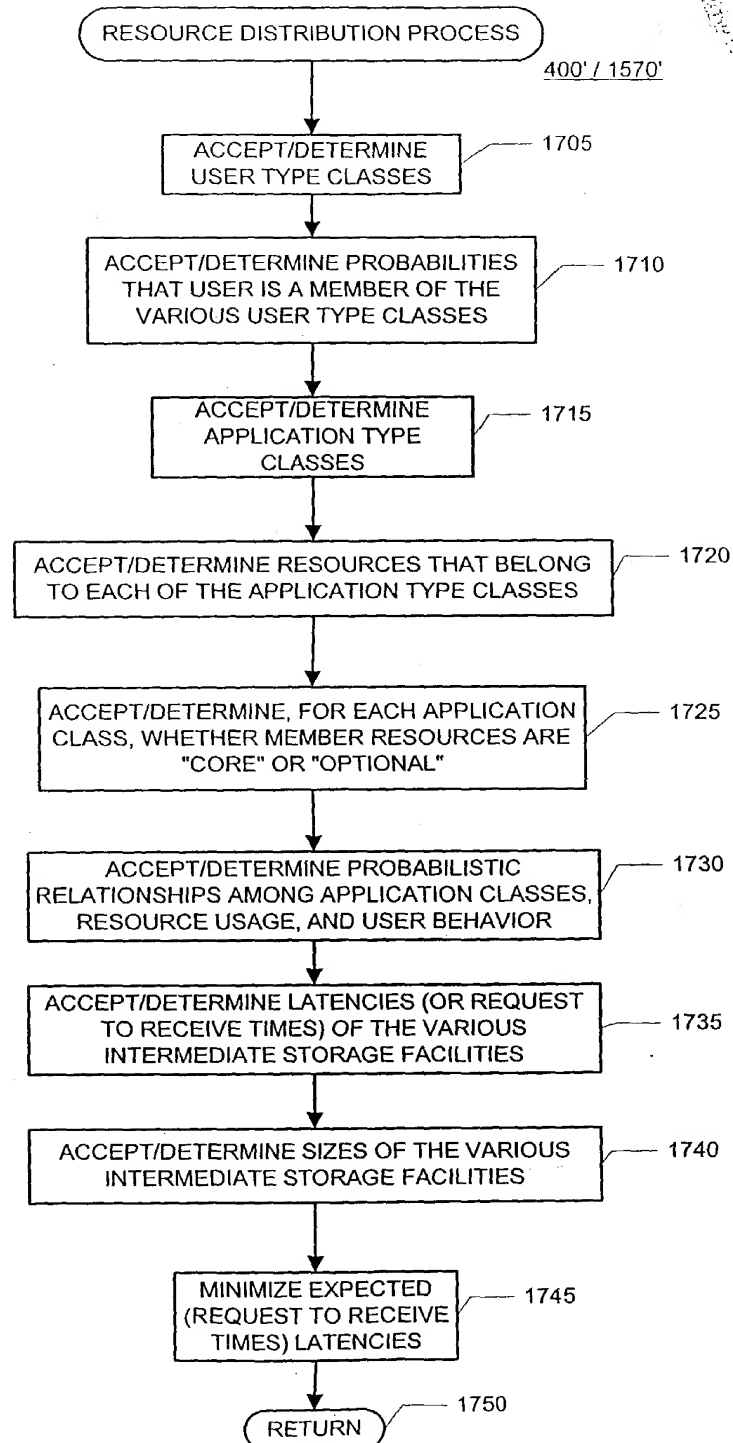 RESOURCE DISTRIBUTION PROCESS
400' / 1570'
ACCEPT/DETERMINE
USER TYPE CLASSES
1705
ACCEPT/DETERMINE PROBABILITIES
THAT USER IS A MEMBER OF THE
VARIOUS USER TYPE CLASSES
1710
ACCEPT/DETERMINE
APPLICATION TYPE
CLASSES
1715
ACCEPT/DETERMINE RESOURCES THAT BELONG
TO EACH OF THE APPLICATION TYPE CLASSES
1720
ACCEPT/DETERMINE, FOR EACH APPLICATION
CLASS, WHETHER MEMBER RESOURCES ARE
"CORE" OR "OPTIONAL"
1725
ACCEPT/DETERMINE PROBABILISTIC
RELATIONSHIPS AMONG APPLICATION CLASSES,
RESOURCE USAGE, AND USER BEHAVIOR
1730
ACCEPT/DETERMINE LATENCIES (OR REQUEST
TO RECEIVE TIMES) OF THE VARIOUS
INTERMEDIATE STORAGE FACILITIES
1735
ACCEPT/DETERMINE SIZES OF THE VARIOUS
INTERMEDIATE STORAGE FACILITIES
1740
MINIMIZE EXPECTED
(REQUEST TO RECEIVE
TIMES) LATENCIES
1745
RETURN
1750